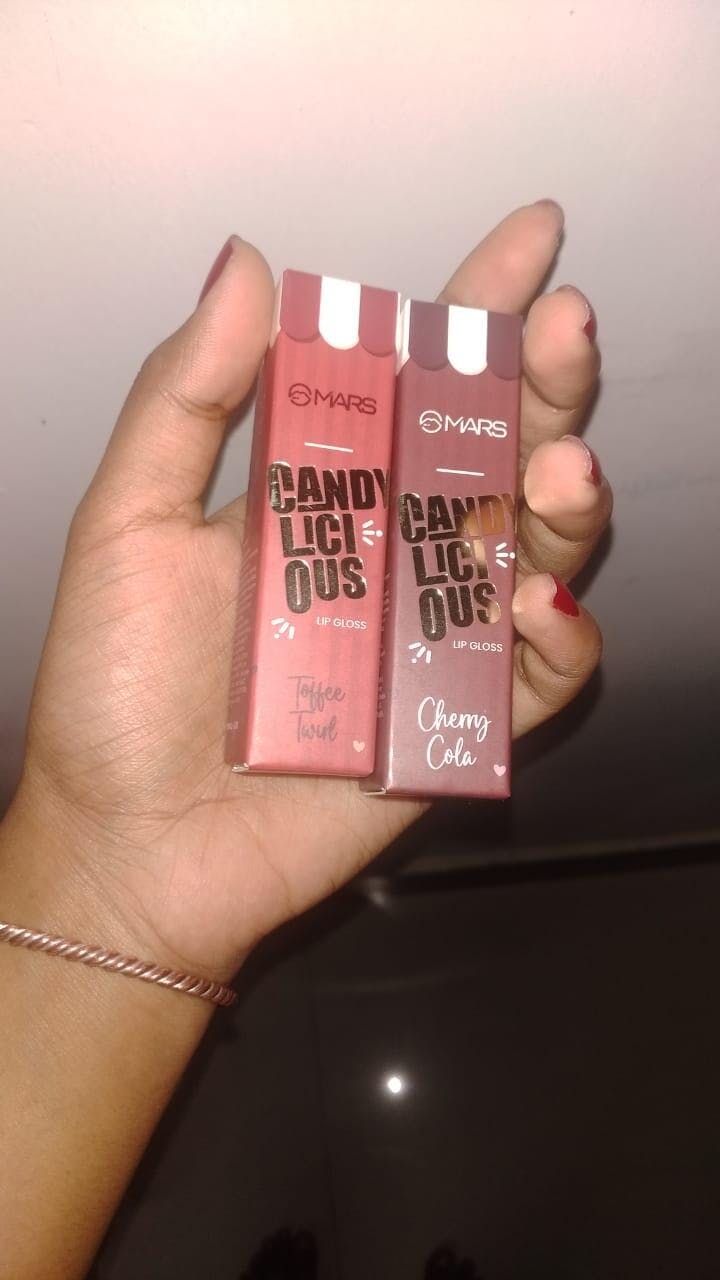 MARS
CANDY
LICI
OUS
LIP GLOSS
Toffee
Twirl
MARS
CANDY
LICI
OUS
LIP GLOSS
Cherry
Cola